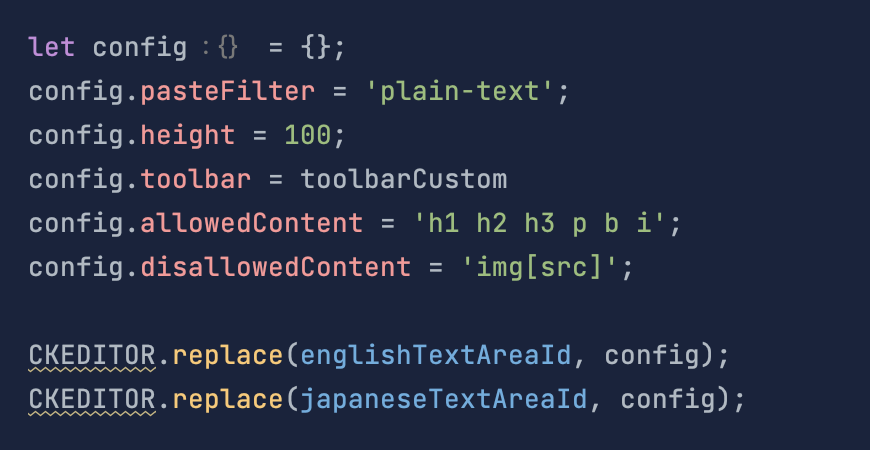 let config :{} = {};
config.pasteFilter = 'plain-text';
config.height = 100;
config.toolbar = toolbarCustom
config.allowedContent = 'h1 h2 h3 p b i';
config.disallowedContent = 'img[src]';
CKEDITOR.replace(englishTextAreaId, config);
CKEDITOR.replace(japaneseTextAreaId, config);